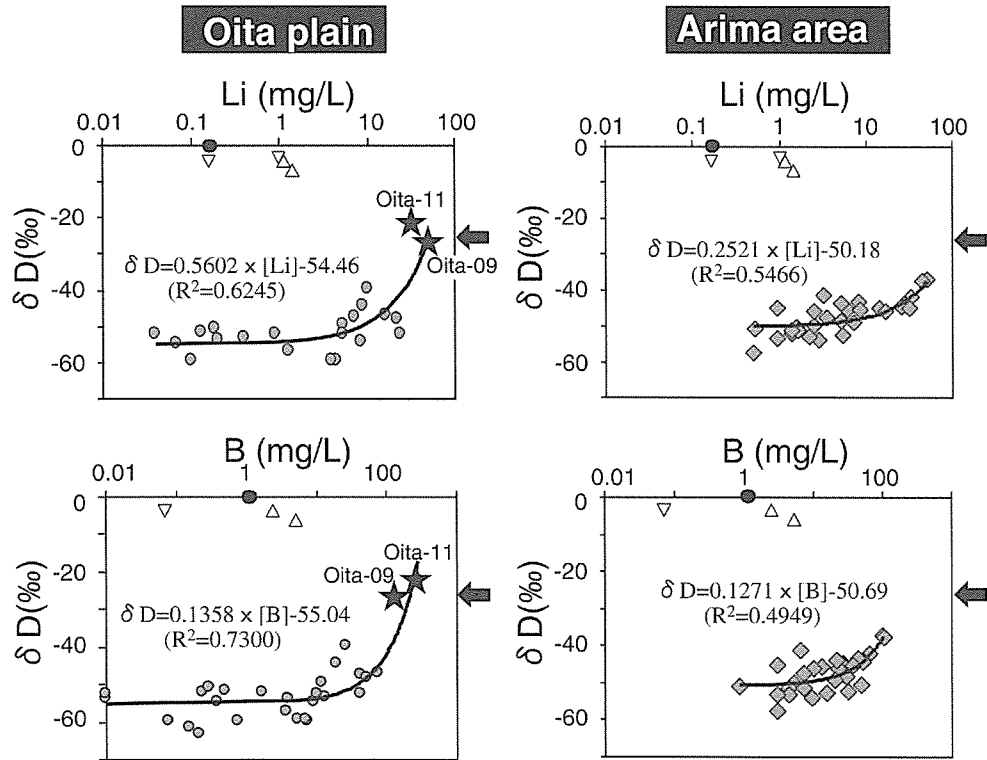 Oita plain
Arima area
Li (mg/L)
0.01 0.1 1 10 100
0
-20
-40
-60
δ D(‰)
Oita-11
Oita-09
δ D=0.5602 x [Li]-54.46
(R²=0.6245)
Li (mg/L)
0.01 0.1 1 10 100
0
-20
-40
-60
δ D(‰)
δ D=0.2521 x [Li]-50.18
(R²=0.5466)
B (mg/L)
0.01 1 100
0
-20
-40
-60
δ D(‰)
Oita-11
Oita-09
δ D=0.1358 x [B]-55.04
(R²=0.7300)
B (mg/L)
0.01 1 100
0
-20
-40
-60
δ D(‰)
δ D=0.1271 x [B]-50.69
(R²=0.4949)